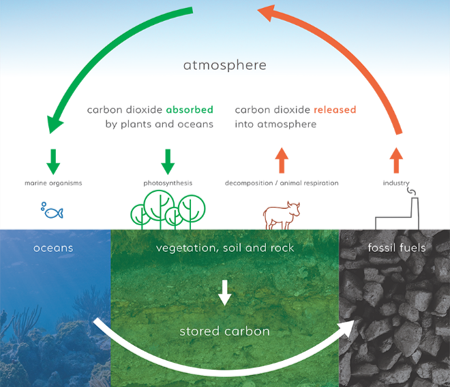 atmosphere
carbon dioxide absorbed
by plants and oceans
carbon dioxide released
into atmosphere
marine organisms
photosynthesis
decomposition / animal respiration
industry
oceans
vegetation, soil and rock
fossil fuels
stored carbon